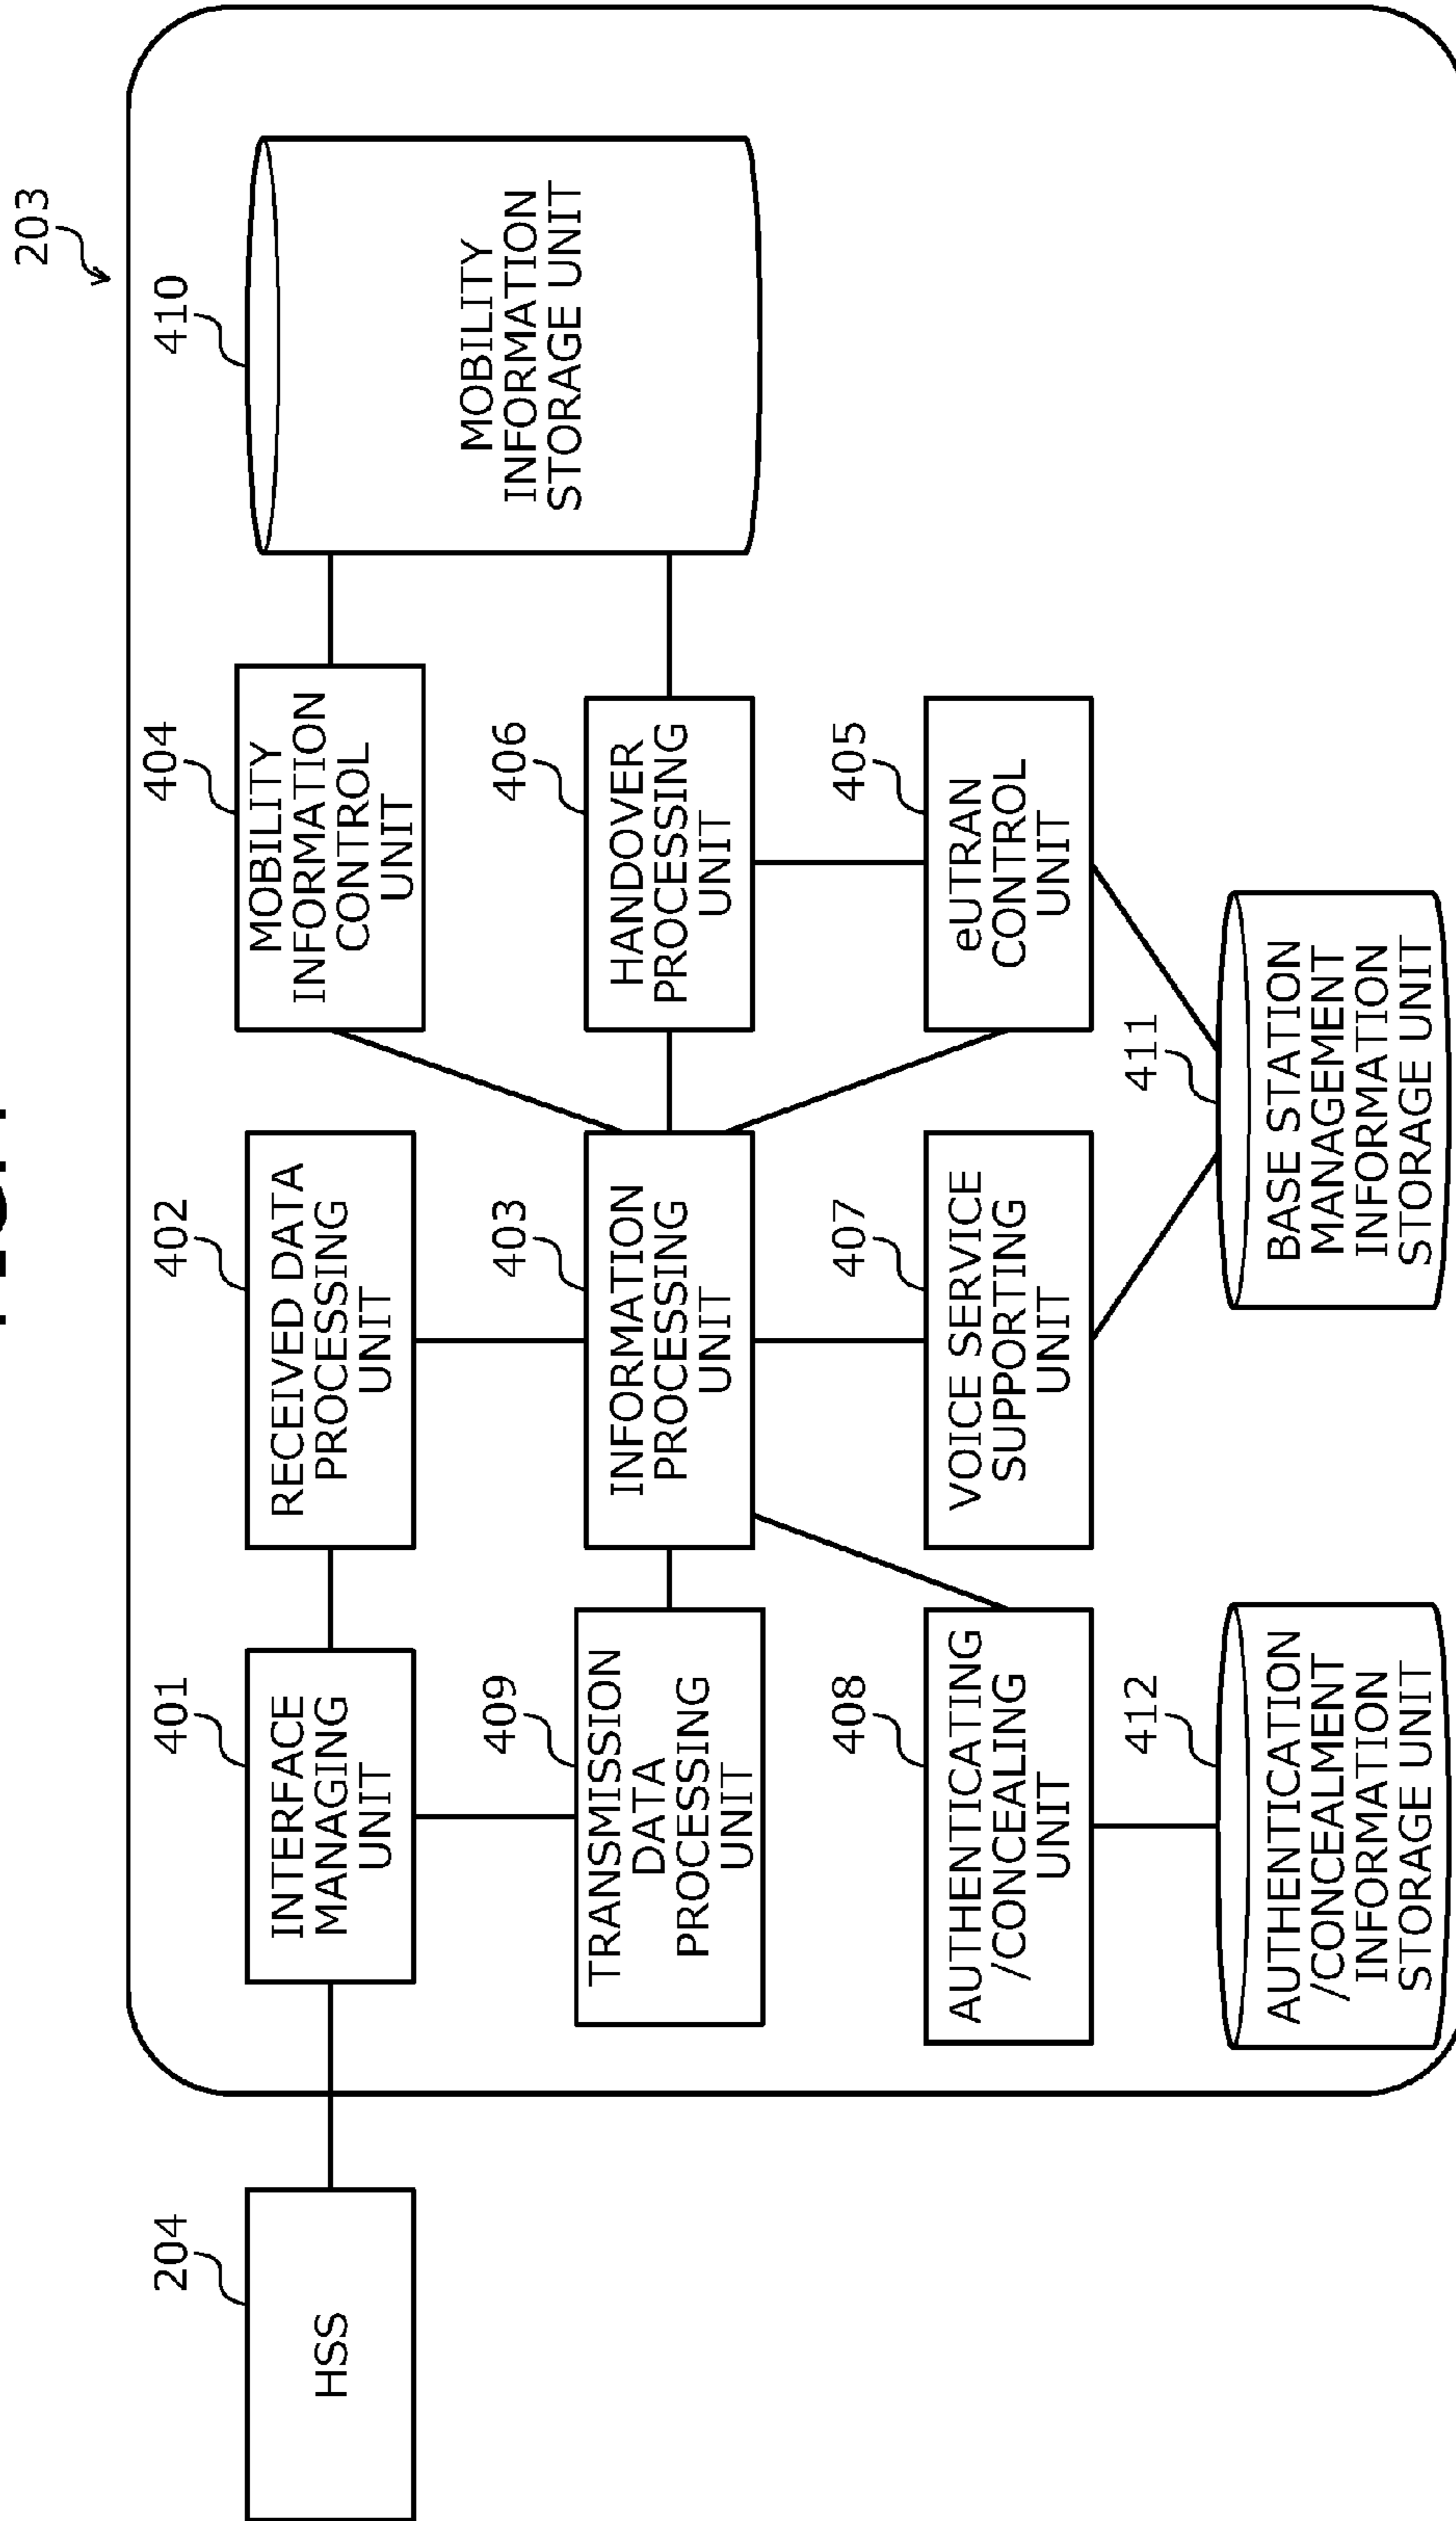 203
204
HSS
401
INTERFACE
MANAGING
UNIT
402
RECEIVED DATA
PROCESSING
UNIT
404
MOBILITY
INFORMATION
CONTROL
UNIT
410
MOBILITY
INFORMATION
STORAGE UNIT
409
TRANSMISSION
DATA
PROCESSING
UNIT
403
INFORMATION
PROCESSING
UNIT
406
HANDOVER
PROCESSING
UNIT
408
AUTHENTICATING
/CONCEALING
UNIT
407
VOICE SERVICE
SUPPORTING
UNIT
405
eUTRAN
CONTROL
UNIT
412
AUTHENTICATION
/CONCEALMENT
INFORMATION
STORAGE UNIT
411
BASE STATION
MANAGEMENT
INFORMATION
STORAGE UNIT